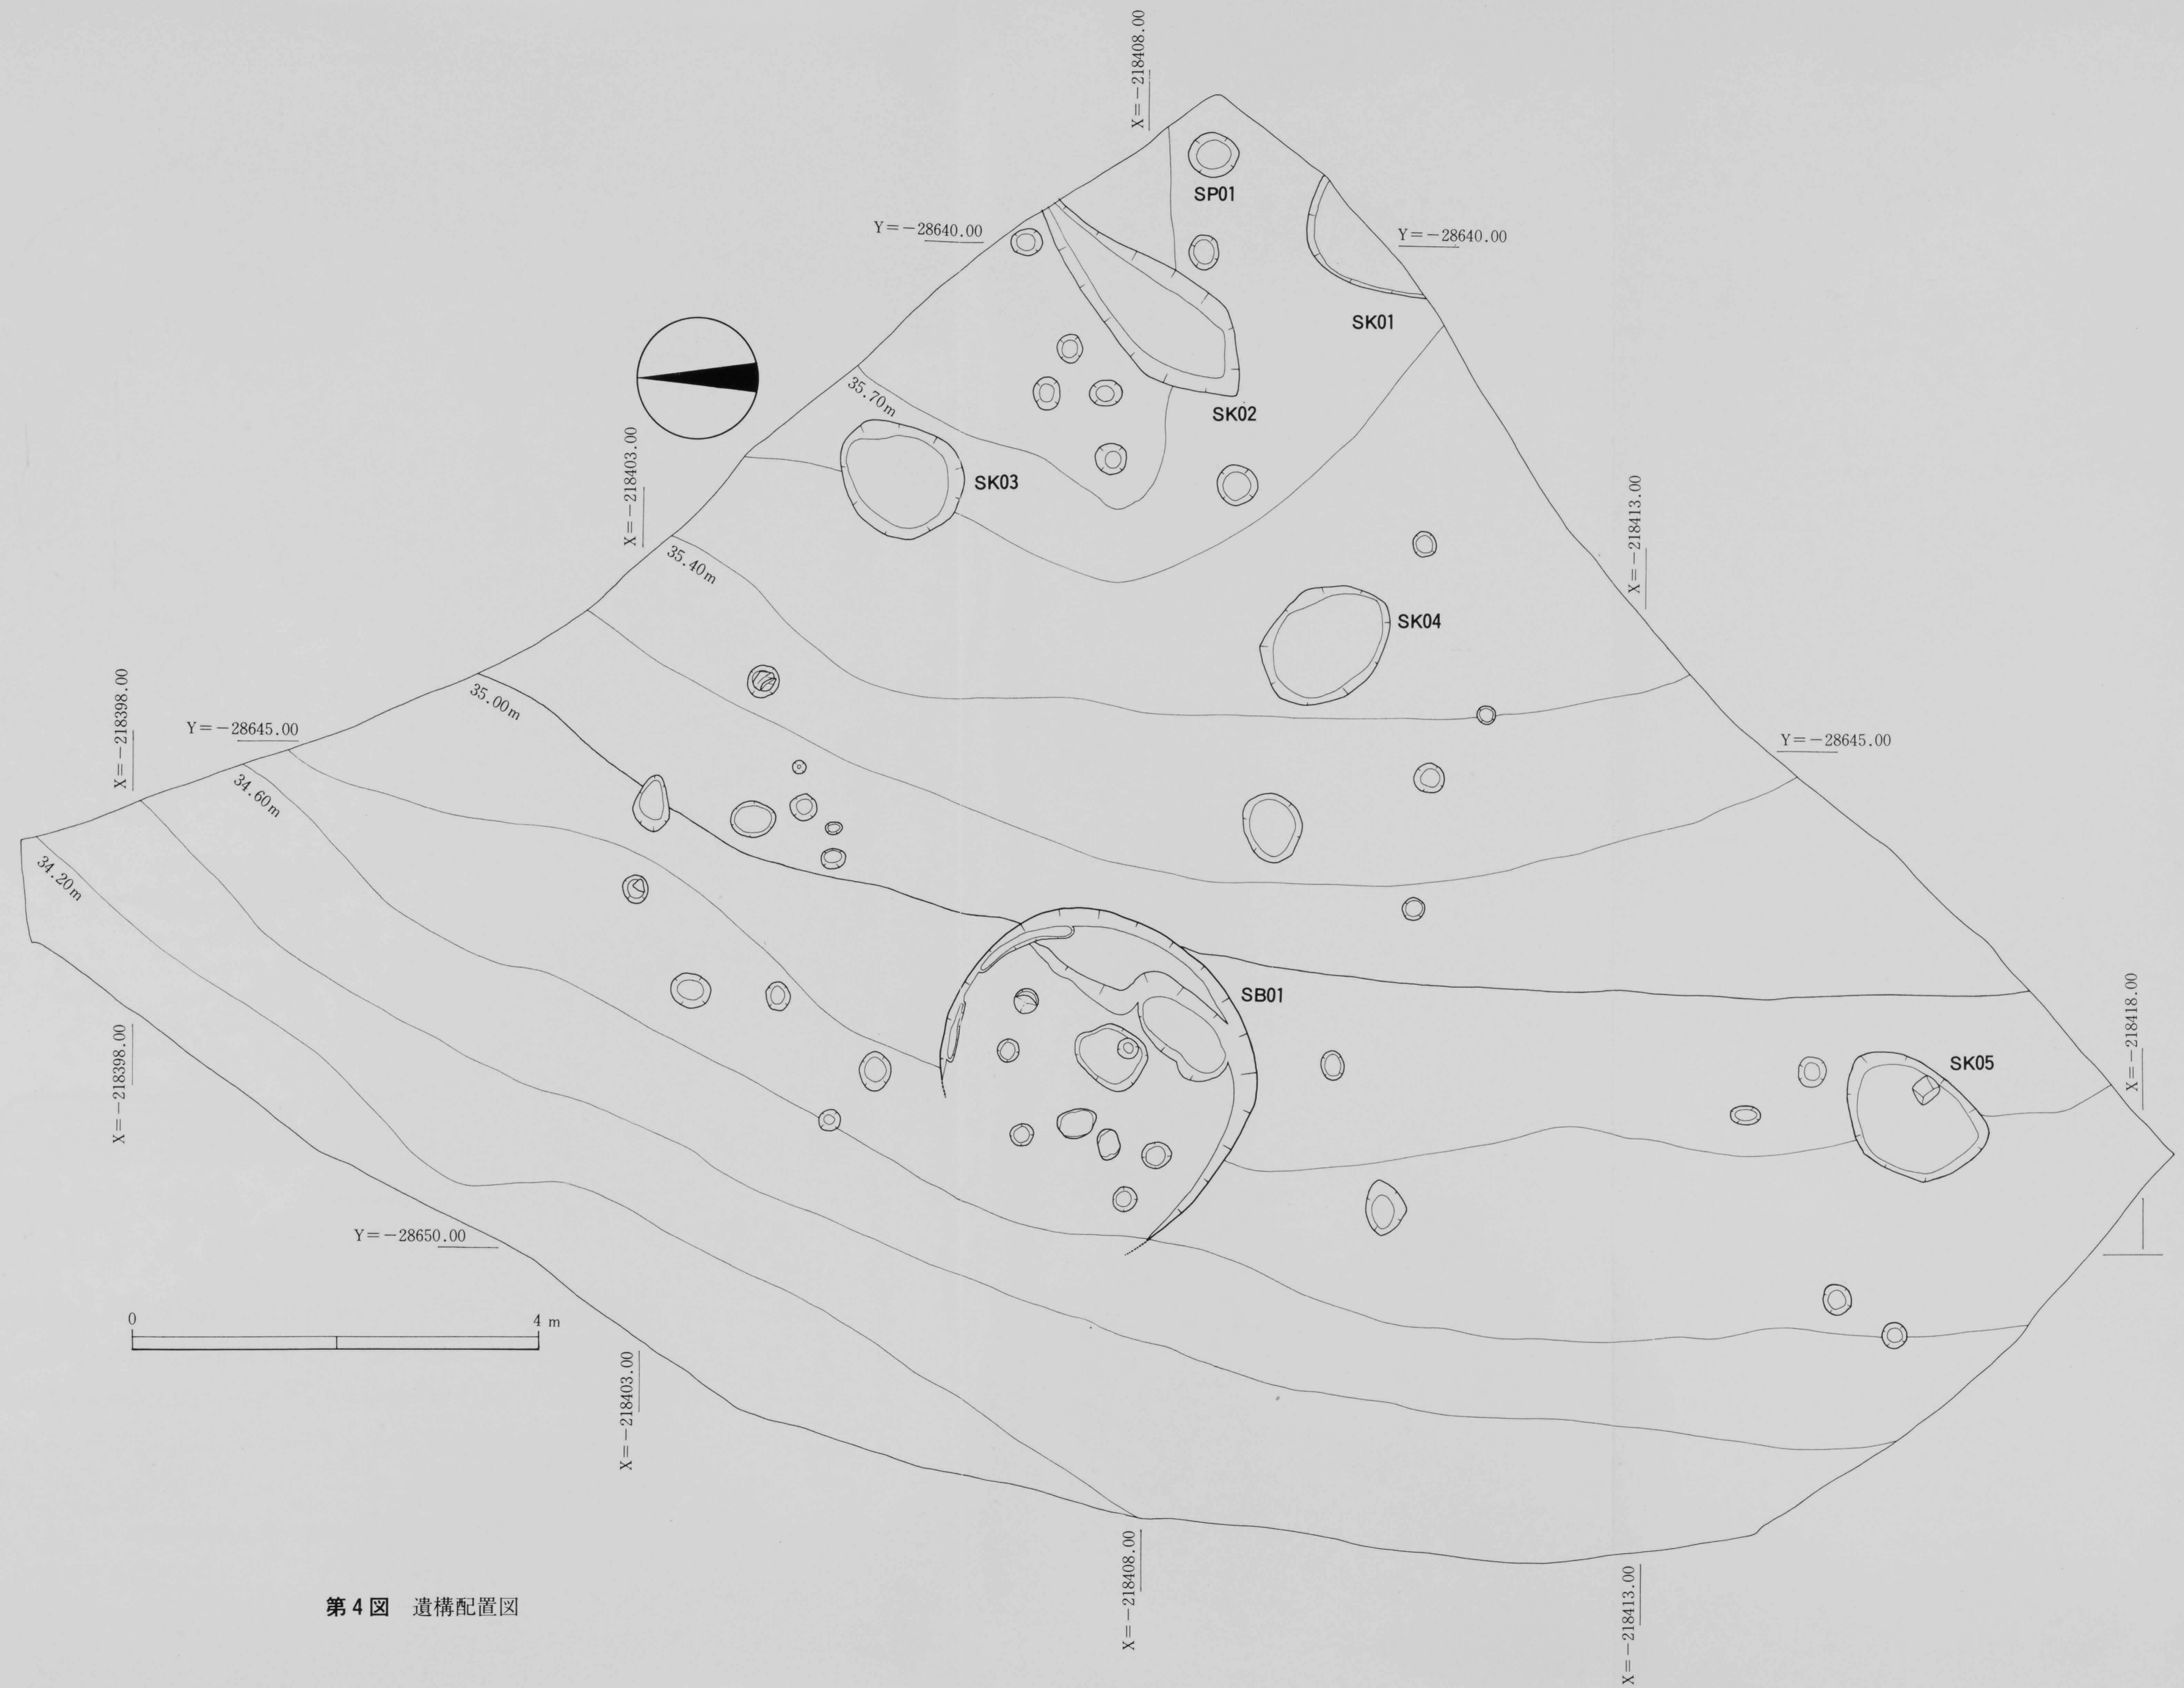 X=-218408.00
SP01
Y=-28640.00
Y=-28640.00
SK01
35.70m
SK02
X=-218403.00
SK03
X=-218413.00
35.40m
SK04
X=-218398.00
35.00m
Y=-28645.00
Y=-28645.00
34.60m
34.20m
SB01
X=-218418.00
X=-218398.00
SK05
Y=-28650.00
0
4 m
X=-218403.00
X=-218408.00
X=-218413.00
第4図 遺構配置図